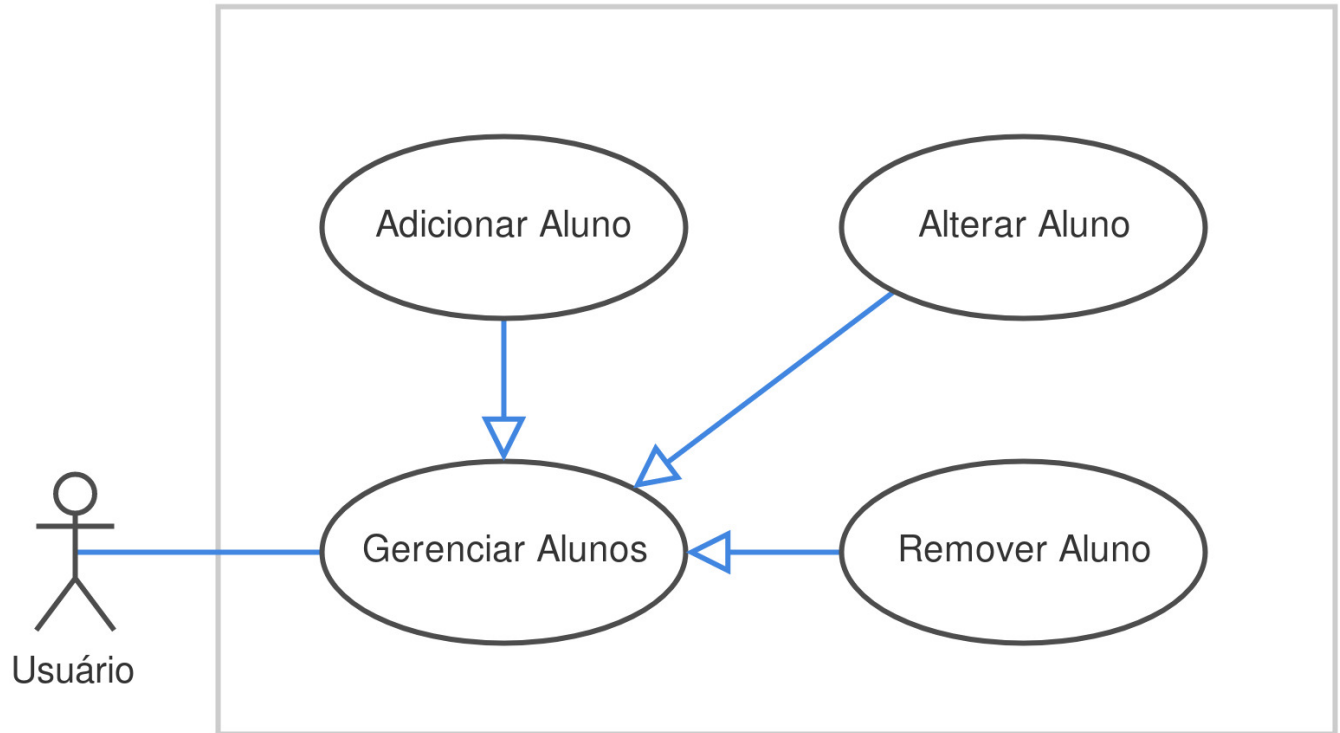 Adicionar Aluno
Alterar Aluno
Gerenciar Alunos
Remover Aluno
Usuário